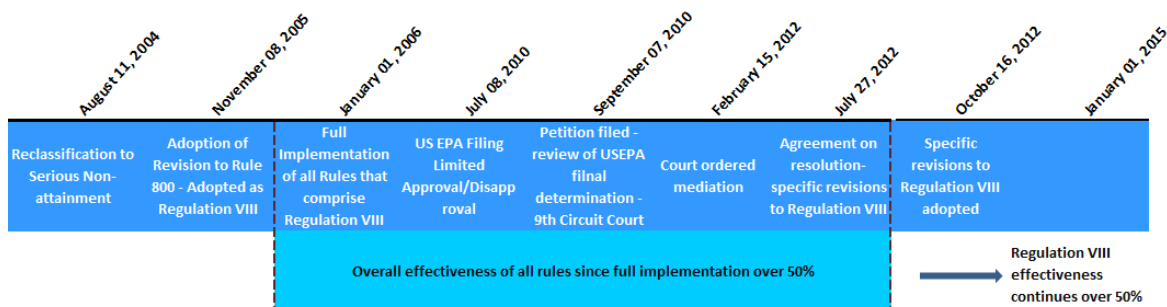 August 11, 2004
November 08, 2005
January 01, 2006
July 08, 2010
September 07, 2010
February 15, 2012
July 27, 2012
October 16, 2012
January 01, 2015
Reclassification to
Serious Non-
attainment
Adoption of
Revision to Rule
800 - Adopted as
Regulation VIII
Full
Implementation
of all Rules that
comprise
Regulation VIII
US EPA Filing
Limited
Approval/Disapp
roval
Petition filed -
review of USEPA
filnal
determination -
9th Circuit Court
Court ordered
mediation
Agreement on
resolution-
specific revisions
to Regulation VIII
Specific
revisions to
Regulation VIII
adopted
Overall effectiveness of all rules since full implementation over 50%
Regulation VIII
effectiveness
continues over 50%